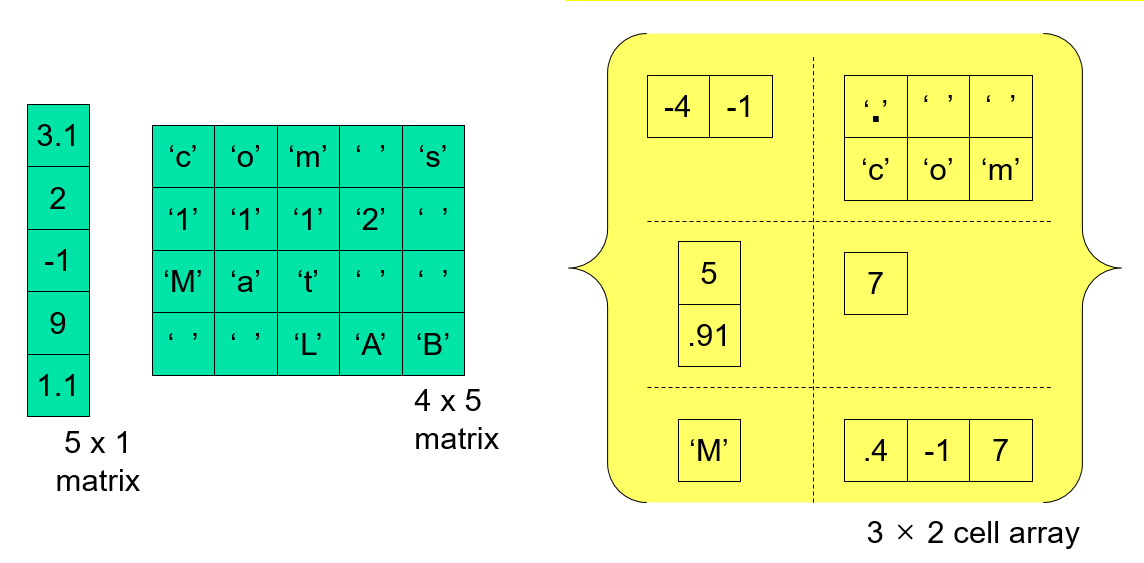 3.1
2
-1
9
1.1
5 x 1
matrix
‘c’ ‘o’ ‘m’ ‘ ’ ‘s’
‘1’ ‘1’ ‘1’ ‘2’ ‘ ’
‘M’ ‘a’ ‘t’ ‘ ’ ‘ ’
‘ ’ ‘ ’ ‘L’ ‘A’ ‘B’
4 x 5
matrix
-4 -1
‘.’ ‘ ’ ‘ ’
‘c’ ‘o’ ‘m’
5
.91
7
‘M’
.4 -1 7
3 × 2 cell array